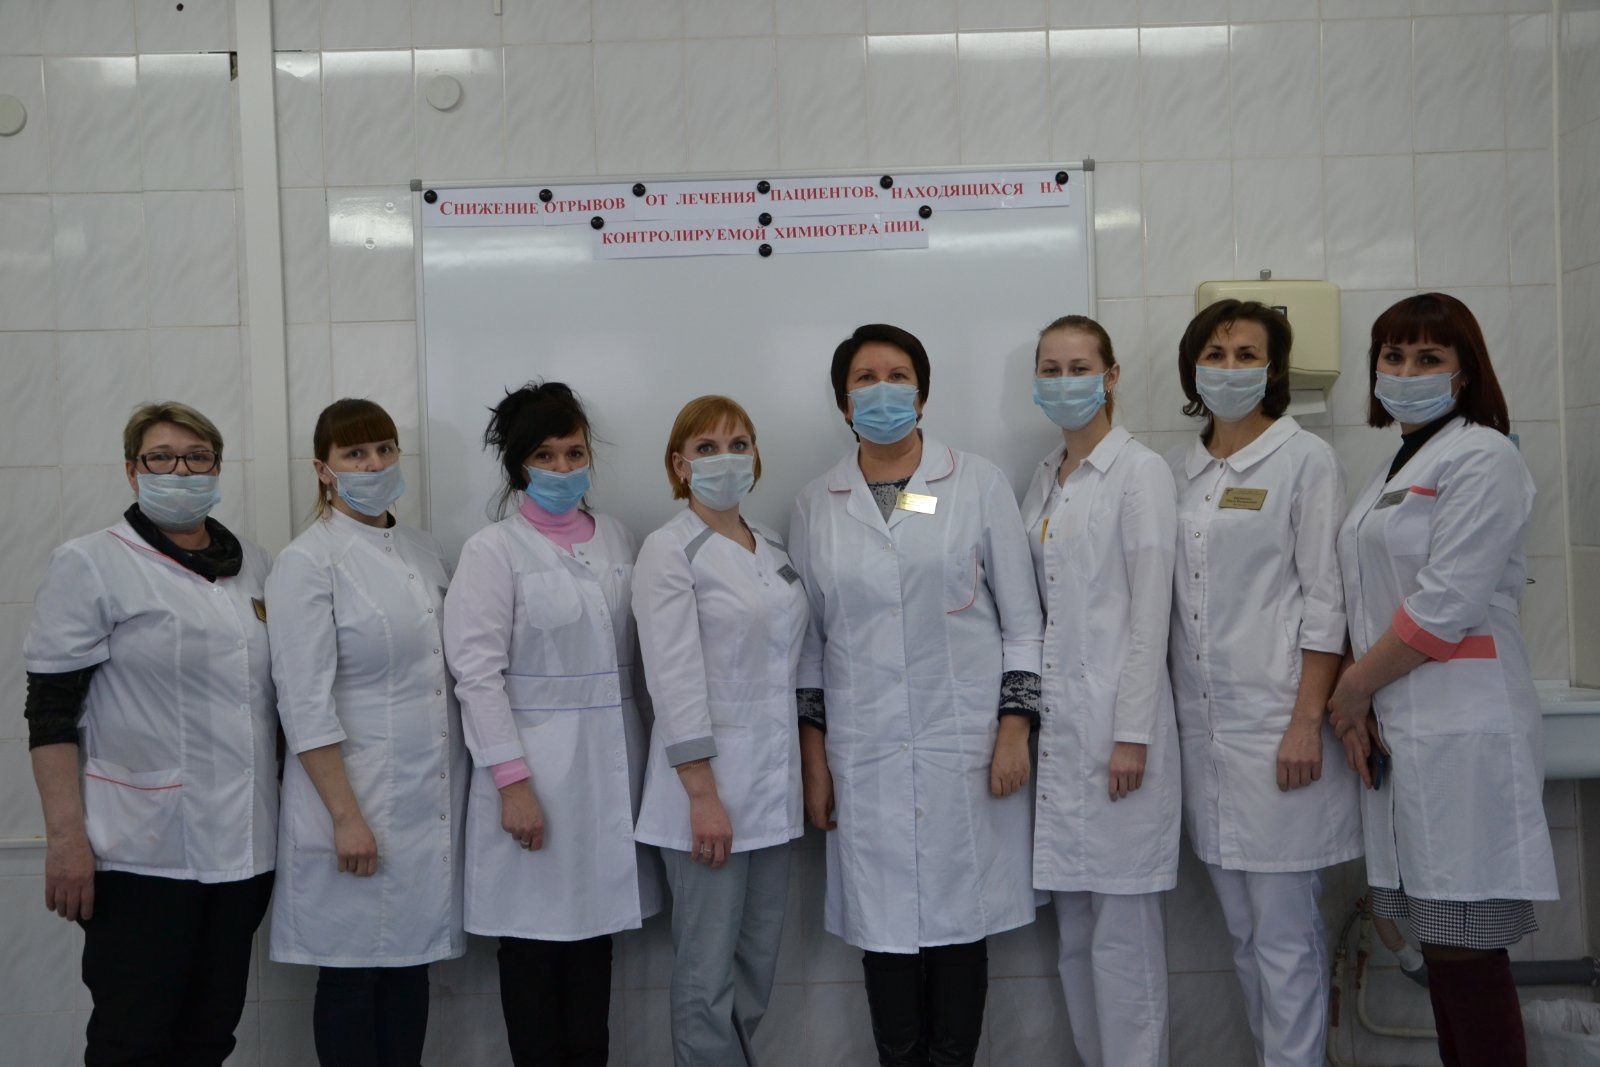 Снижение отрывов от лечения пациентов, находящихся на
контролируемой химиотерапии.